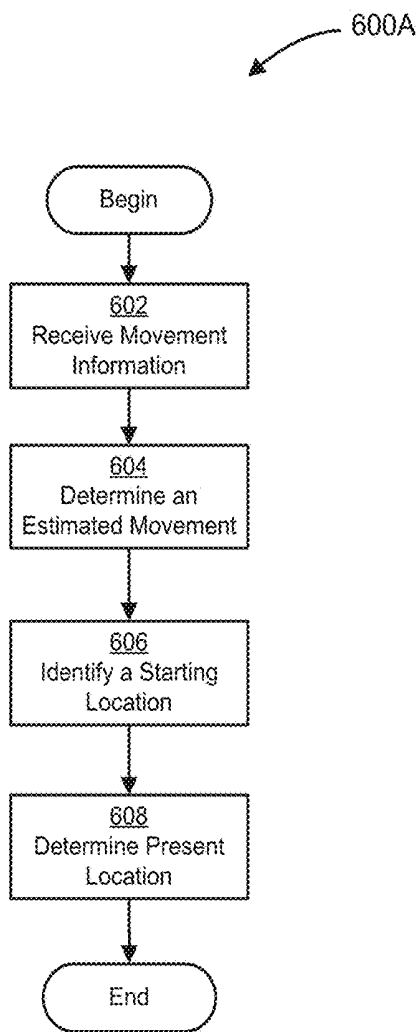 600A
Begin
602
Receive Movement
Information
604
Determine an
Estimated Movement
606
Identify a Starting
Location
608
Determine Present
Location
End